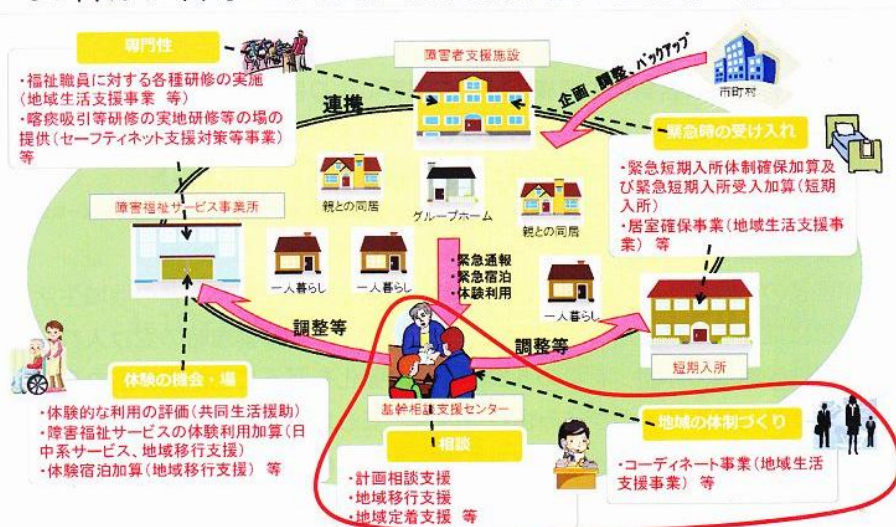 専門性
・福祉職員に対する各種研修の実施
(地域生活支援事業 等)
・喀痰吸引等研修の実地研修等の場の
提供(セーフティネット支援対策等事業)
等
障害者支援施設
連携
企画、調整、バックアップ
市町村
緊急時の受け入れ
・緊急短期入所体制確保加算及
び緊急短期入所受入加算(短期
入所)
・居室確保事業(地域生活支援事
業) 等
障害福祉サービス事業所
親との同居
グループホーム
親との同居
一人暮らし
一人暮らし
・緊急通報
・緊急宿泊
・体験利用
一人暮らし
調整等
調整等
短期入所
体験の機会・場
・体験的な利用の評価(共同生活援助)
・障害福祉サービスの体験利用加算(日
中系サービス、地域移行支援)
・体験宿泊加算(地域移行支援) 等
基幹相談支援センター
相談
・計画相談支援
・地域移行支援
・地域定着支援 等
地域の体制づくり
・コーディネート事業(地域生活
支援事業) 等